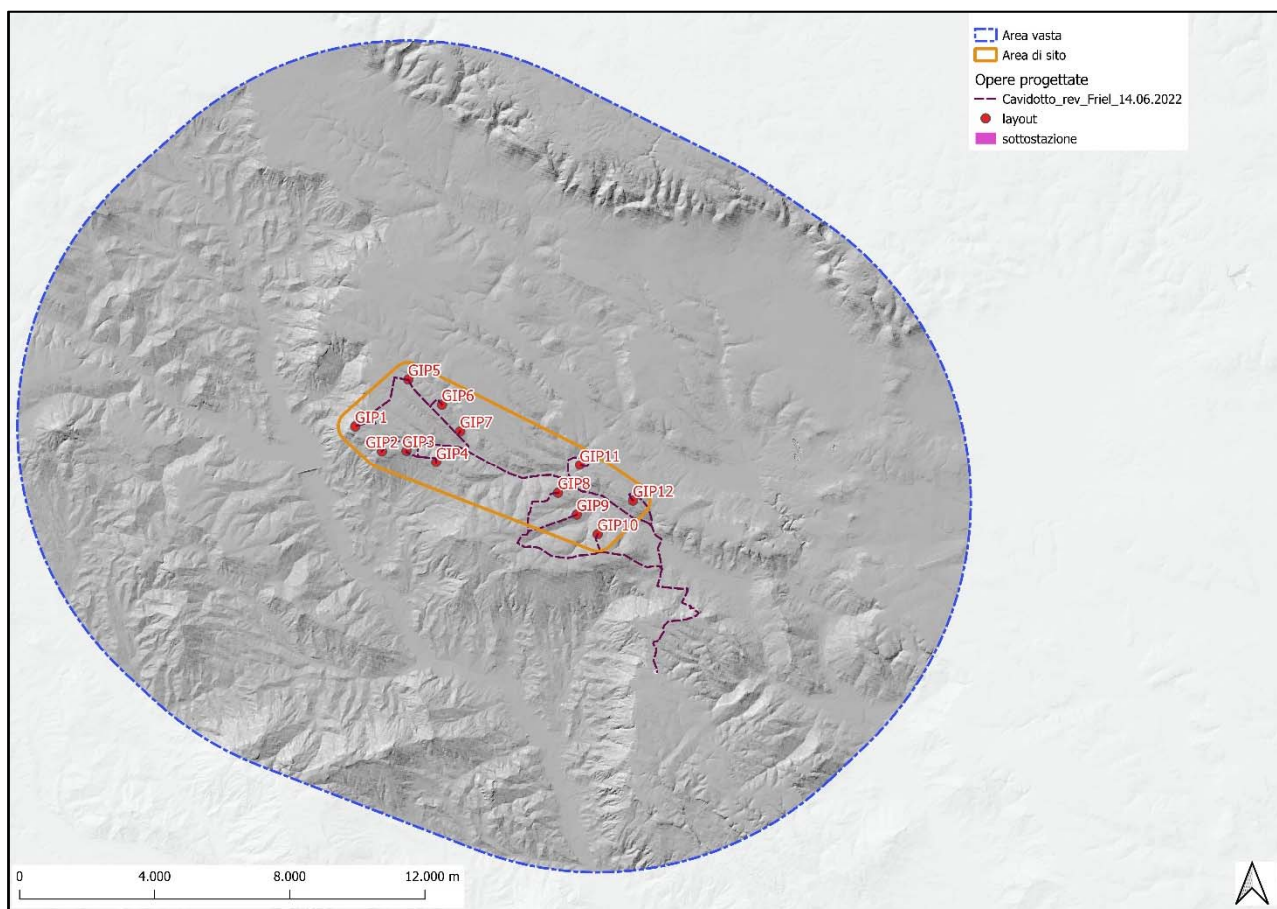 Area vasta
Area di sito
Opere progettate
Cavidotto_rev_Friel_14.06.2022
layout
sottostazione
GIP5
GIP6
GIP1
GIP7
GIP2
GIP3
GIP4
GIP11
GIP8
GIP12
GIP9
GIP10
0 4.000 8.000 12.000 m